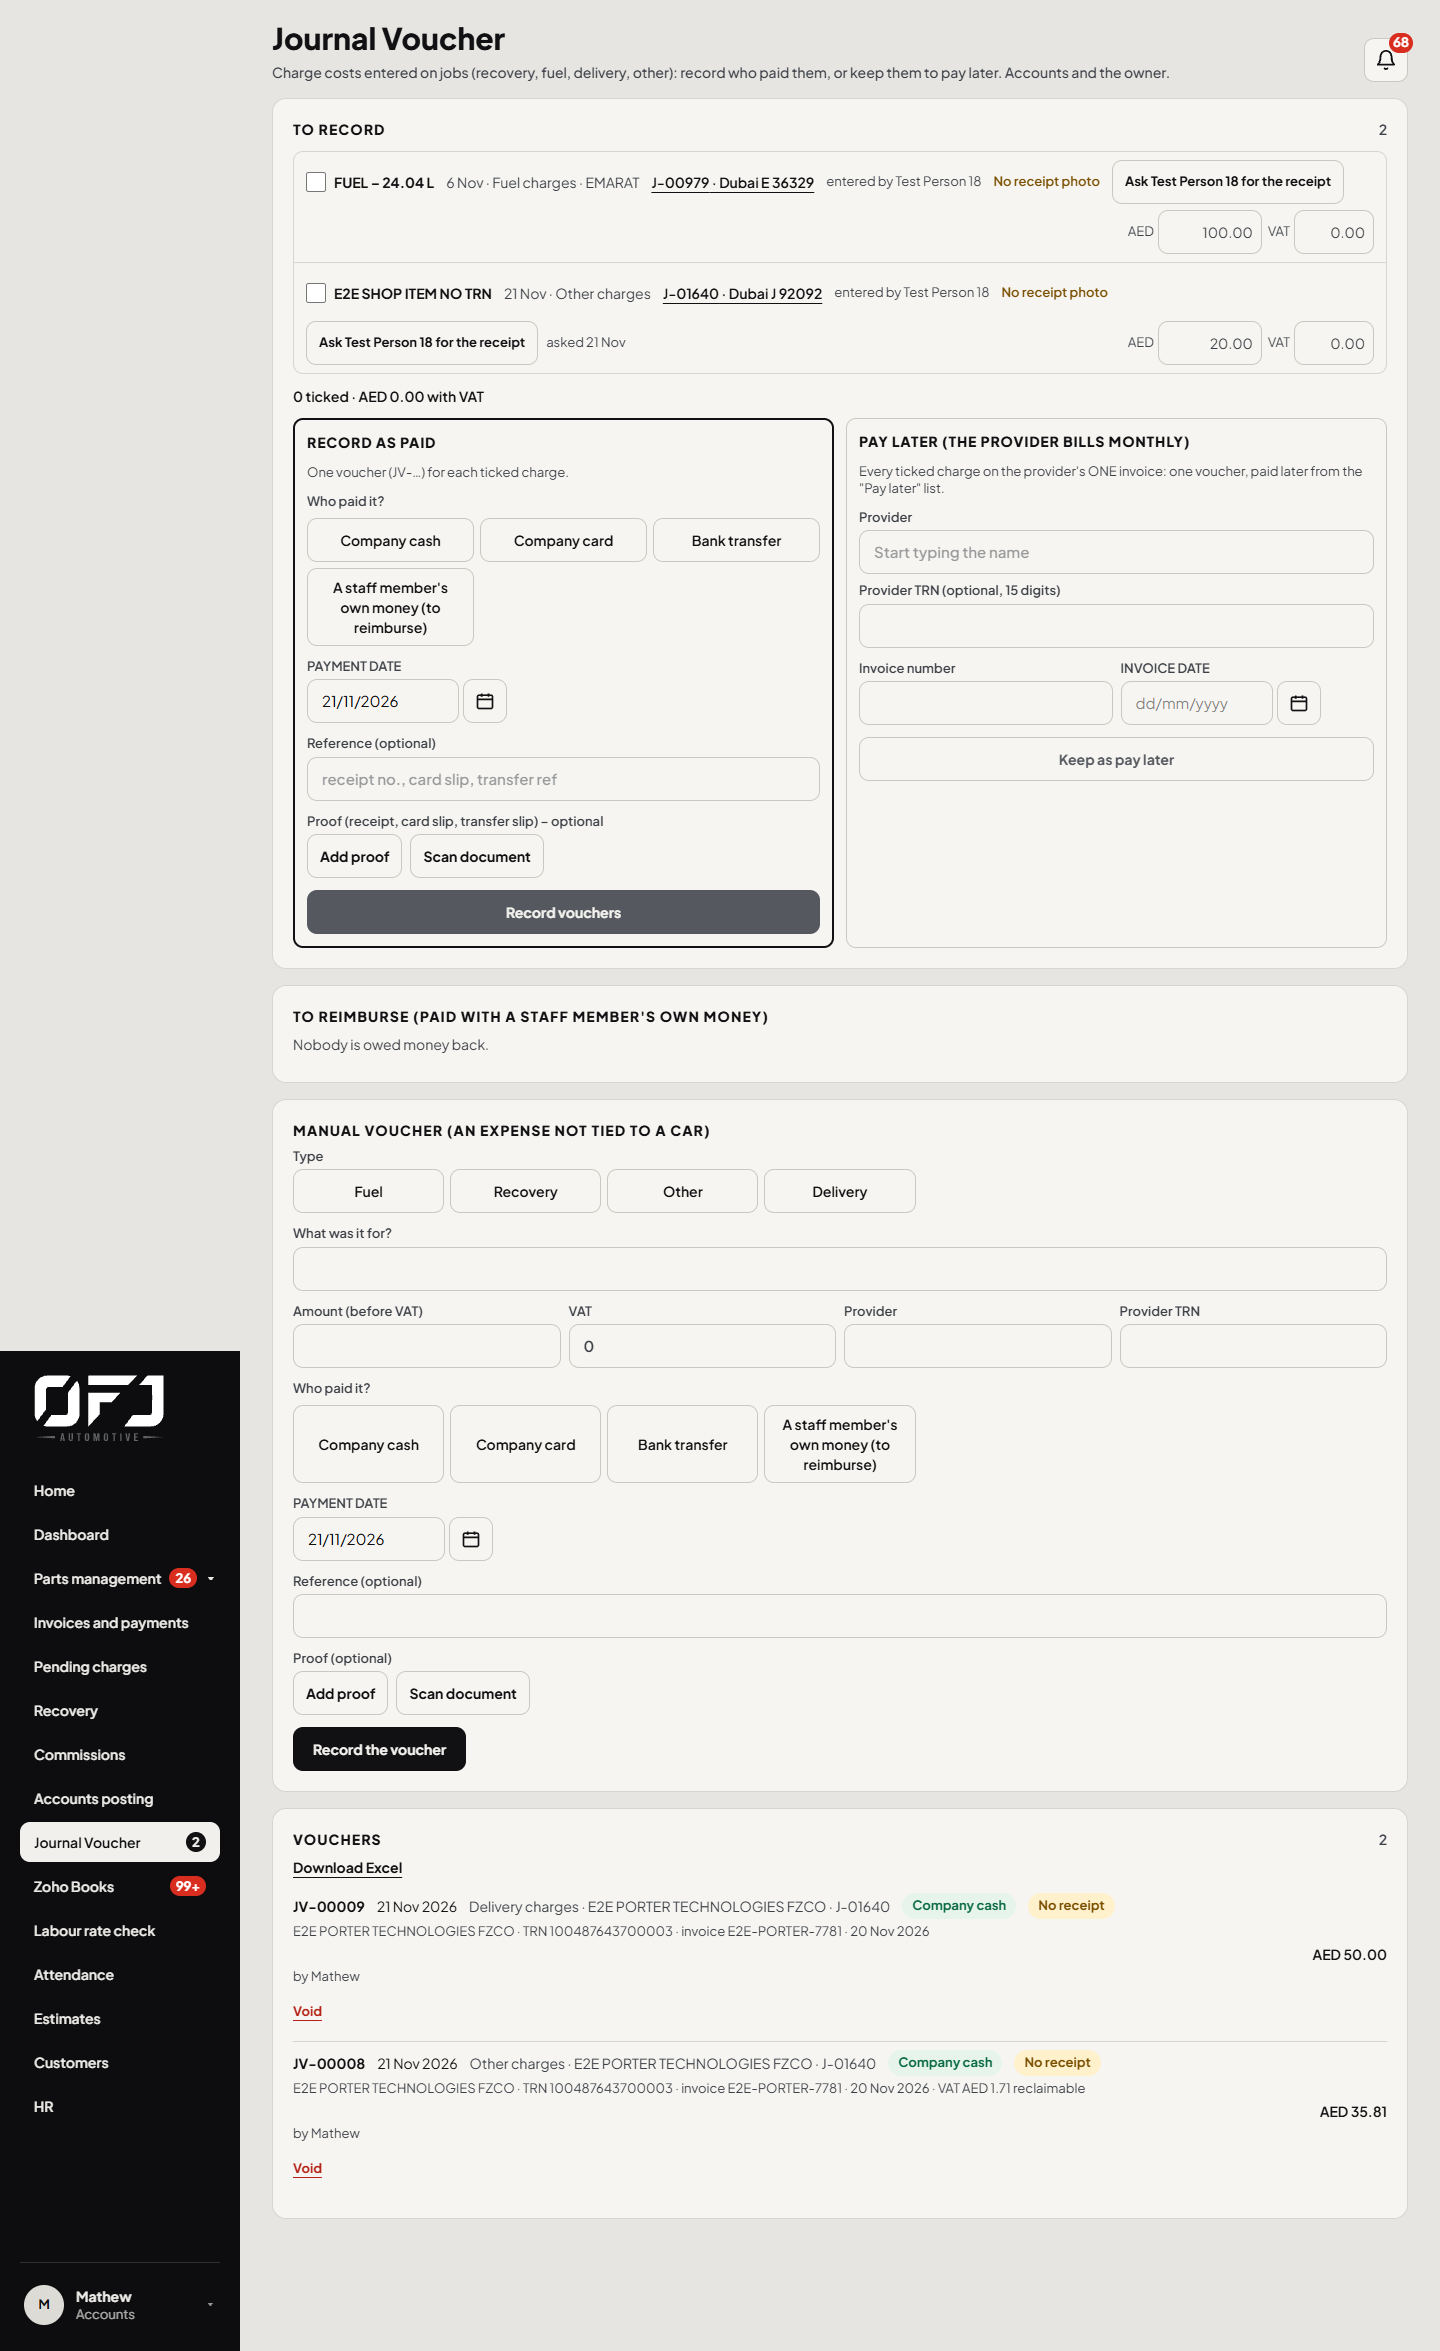 Journal Voucher
68
Charge costs entered on jobs (recovery, fuel, delivery, other): record who paid them, or keep them to pay later. Accounts and the owner.
TO RECORD 2
FUEL – 24.04 L 6 Nov · Fuel charges · EMARAT J-00979 · Dubai E 36329 entered by Test Person 18 No receipt photo Ask Test Person 18 for the receipt
AED 100.00 VAT 0.00
E2E SHOP ITEM NO TRN 21 Nov · Other charges J-01640 · Dubai J 92092 entered by Test Person 18 No receipt photo
Ask Test Person 18 for the receipt asked 21 Nov AED 20.00 VAT 0.00
0 ticked · AED 0.00 with VAT
RECORD AS PAID
One voucher (JV-…) for each ticked charge.
Who paid it?
Company cash Company card Bank transfer
A staff member's
own money (to
reimburse)
PAYMENT DATE
21/11/2026
Reference (optional)
receipt no., card slip, transfer ref
Proof (receipt, card slip, transfer slip) – optional
Add proof Scan document
Record vouchers
PAY LATER (THE PROVIDER BILLS MONTHLY)
Every ticked charge on the provider's ONE invoice: one voucher, paid later from the
"Pay later" list.
Provider
Start typing the name
Provider TRN (optional, 15 digits)
Invoice number INVOICE DATE
dd/mm/yyyy
Keep as pay later
TO REIMBURSE (PAID WITH A STAFF MEMBER'S OWN MONEY)
Nobody is owed money back.
MANUAL VOUCHER (AN EXPENSE NOT TIED TO A CAR)
Type
Fuel Recovery Other Delivery
What was it for?
Amount (before VAT) VAT Provider Provider TRN
0
Who paid it?
Company cash Company card Bank transfer
A staff member's
own money (to
reimburse)
PAYMENT DATE
21/11/2026
Reference (optional)
Proof (optional)
Add proof Scan document
Record the voucher
VOUCHERS 2
Download Excel
JV-00009 21 Nov 2026 Delivery charges · E2E PORTER TECHNOLOGIES FZCO · J-01640 Company cash No receipt
E2E PORTER TECHNOLOGIES FZCO · TRN 100487643700003 · invoice E2E-PORTER-7781 · 20 Nov 2026
AED 50.00
by Mathew
Void
JV-00008 21 Nov 2026 Other charges · E2E PORTER TECHNOLOGIES FZCO · J-01640 Company cash No receipt
E2E PORTER TECHNOLOGIES FZCO · TRN 100487643700003 · invoice E2E-PORTER-7781 · 20 Nov 2026 · VAT AED 1.71 reclaimable
AED 35.81
by Mathew
Void
OFJ
AUTOMOTIVE
Home
Dashboard
Parts management 26
Invoices and payments
Pending charges
Recovery
Commissions
Accounts posting
Journal Voucher 2
Zoho Books 99+
Labour rate check
Attendance
Estimates
Customers
HR
M
Mathew
Accounts